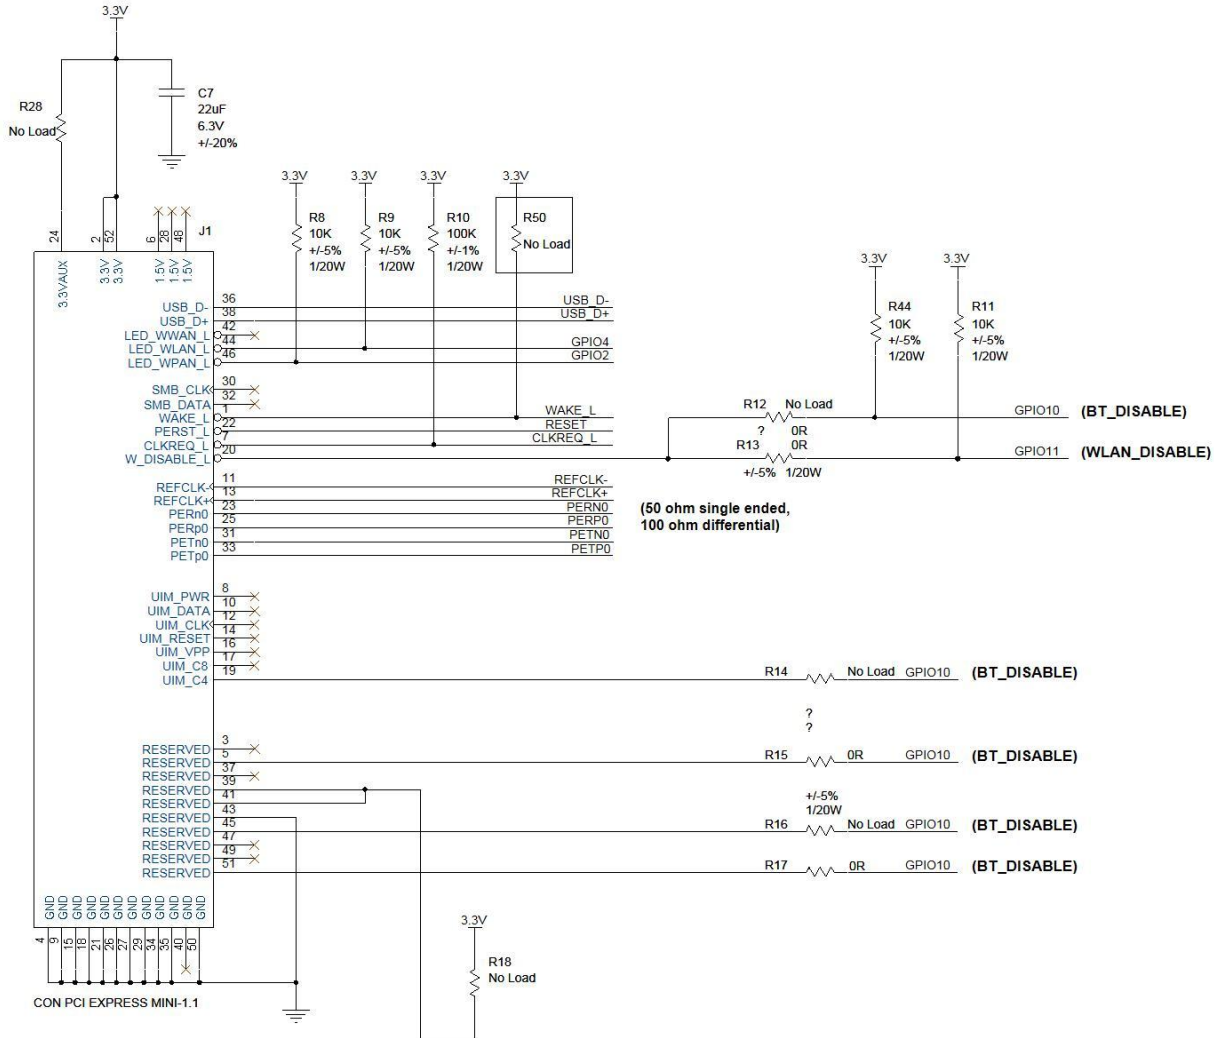 3.3V
R28
No Load
C7
22uF
6.3V
+/-20%
3.3V
3.3V
3.3V
3.3V
R8
10K
+/-5%
1/20W
R9
10K
+/-5%
1/20W
R10
100K
+/-1%
1/20W
R50
No Load
3.3V
3.3V
R44
10K
+/-5%
1/20W
R11
10K
+/-5%
1/20W
24
2
52
6
28
48
J1
3.3VAUX
3.3V
3.3V
1.5V
1.5V
1.5V
USB_D- 36 USB_D-
USB_D+ 38 USB_D+
LED_WWAN_L 42
LED_WLAN_L 44 GPIO4
LED_WPAN_L 46 GPIO2
SMB_CLK 30
SMB_DATA 32
WAKE_L 1 WAKE_L
PERST_L 22 RESET
CLKREQ_L 7 CLKREQ_L
W_DISABLE_L 20
R12 No Load
? 0R
GPIO10 (BT_DISABLE)
R13 0R
+/-5% 1/20W
GPIO11 (WLAN_DISABLE)
REFCLK- 11 REFCLK-
REFCLK+ 13 REFCLK+
PERn0 23 PERN0
PERp0 25 PERP0
PETn0 31 PETN0
PETp0 33 PETP0
(50 ohm single ended,
100 ohm differential)
UIM_PWR 8
UIM_DATA 10
UIM_CLK 12
UIM_RESET 14
UIM_VPP 16
UIM_C8 17
UIM_C4 19
R14 No Load GPIO10 (BT_DISABLE)
?
?
RESERVED 3
RESERVED 5
R15 0R GPIO10 (BT_DISABLE)
RESERVED 37
RESERVED 39
RESERVED 41
+/-5%
1/20W
RESERVED 43
RESERVED 45
R16 No Load GPIO10 (BT_DISABLE)
RESERVED 47
RESERVED 49
RESERVED 51
R17 0R GPIO10 (BT_DISABLE)
GND
GND
GND
GND
GND
GND
GND
GND
GND
GND
GND
GND
4
9
15
18
21
26
27
29
34
35
40
50
CON PCI EXPRESS MINI-1.1
3.3V
R18
No Load